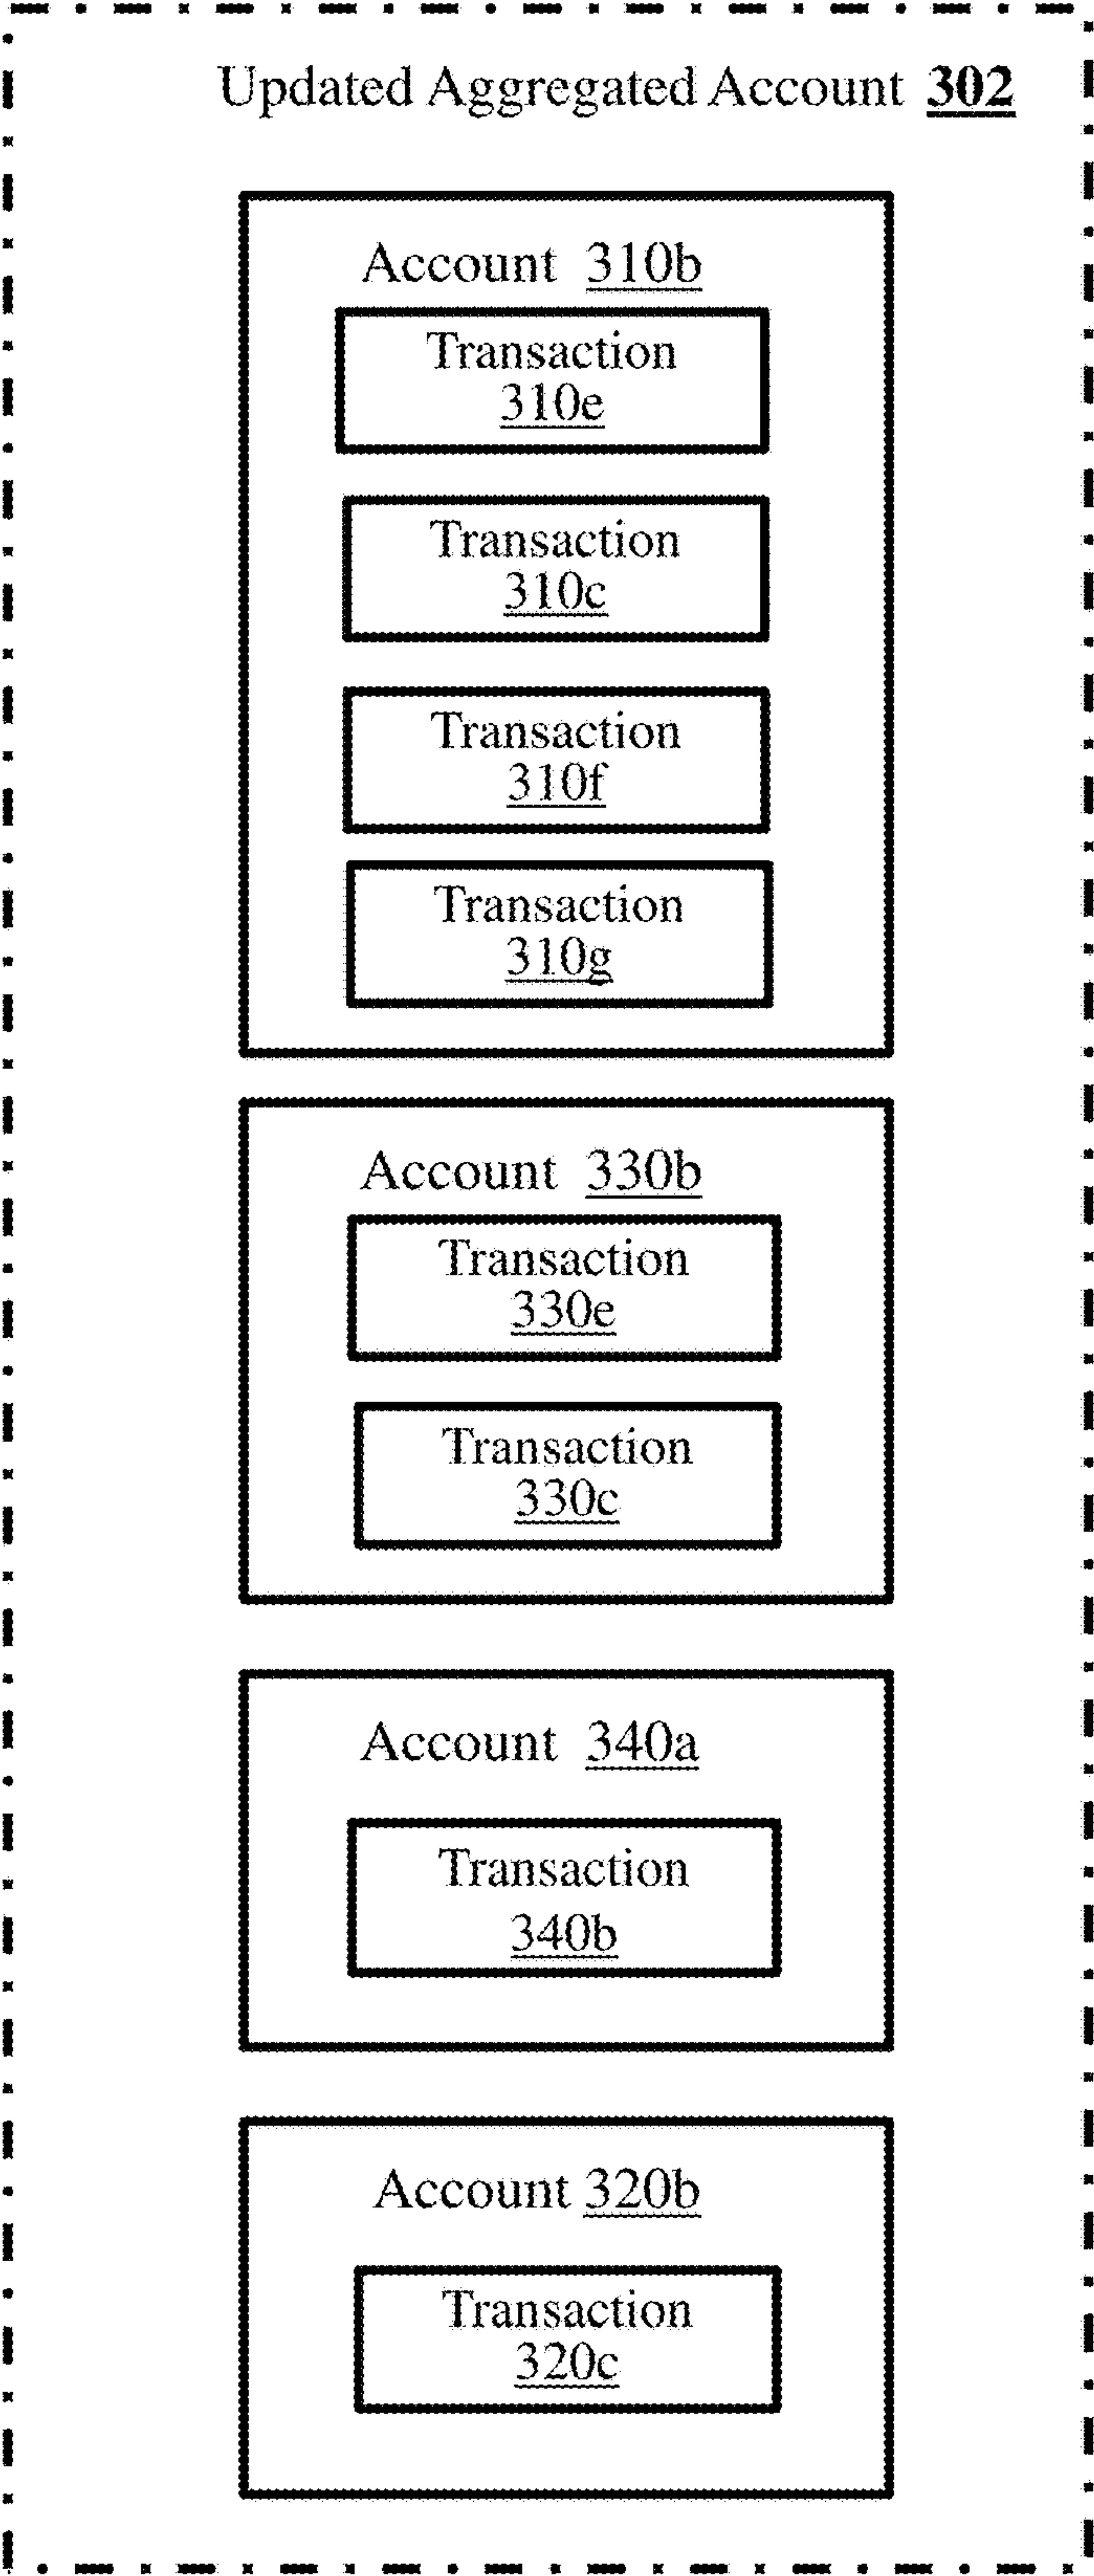 Updated Aggregated Account 302
Account 310b
Transaction
310e
Transaction
310c
Transaction
310f
Transaction
310g
Account 330b
Transaction
330e
Transaction
330c
Account 340a
Transaction
340b
Account 320b
Transaction
320c